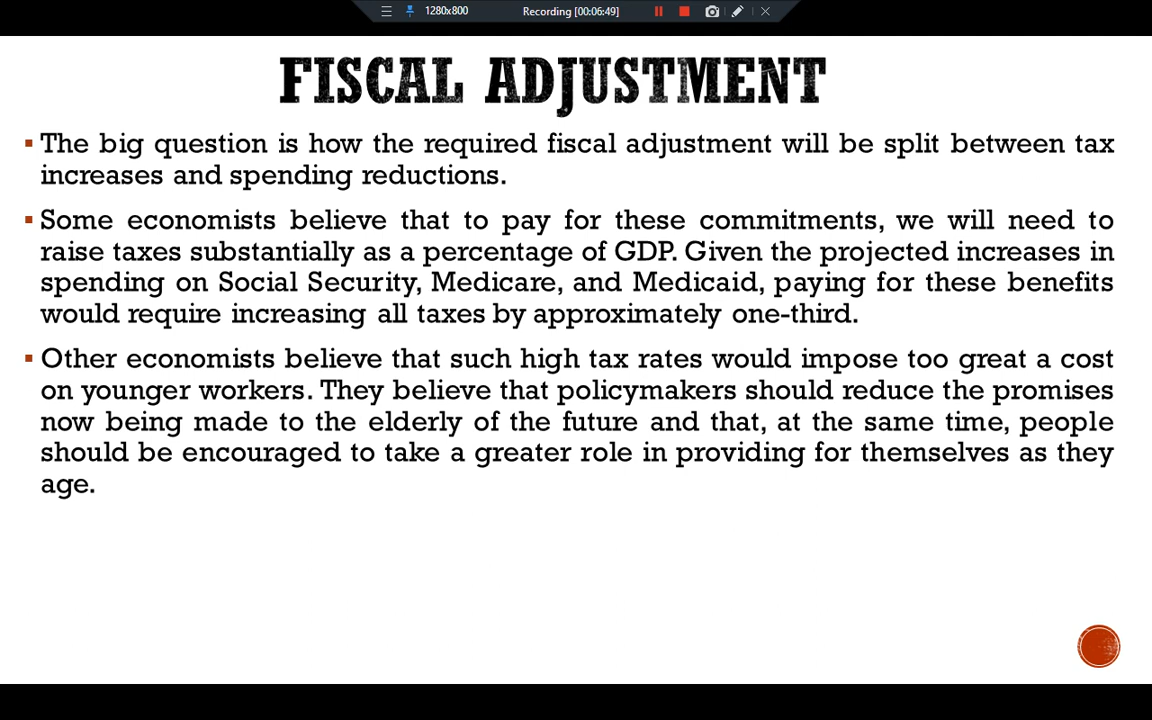 1280x800 Recording [00:06:49]
FISCAL ADJUSTMENT
▪ The big question is how the required fiscal adjustment will be split between tax
increases and spending reductions.
▪ Some economists believe that to pay for these commitments, we will need to
raise taxes substantially as a percentage of GDP. Given the projected increases in
spending on Social Security, Medicare, and Medicaid, paying for these benefits
would require increasing all taxes by approximately one-third.
▪ Other economists believe that such high tax rates would impose too great a cost
on younger workers. They believe that policymakers should reduce the promises
now being made to the elderly of the future and that, at the same time, people
should be encouraged to take a greater role in providing for themselves as they
age.